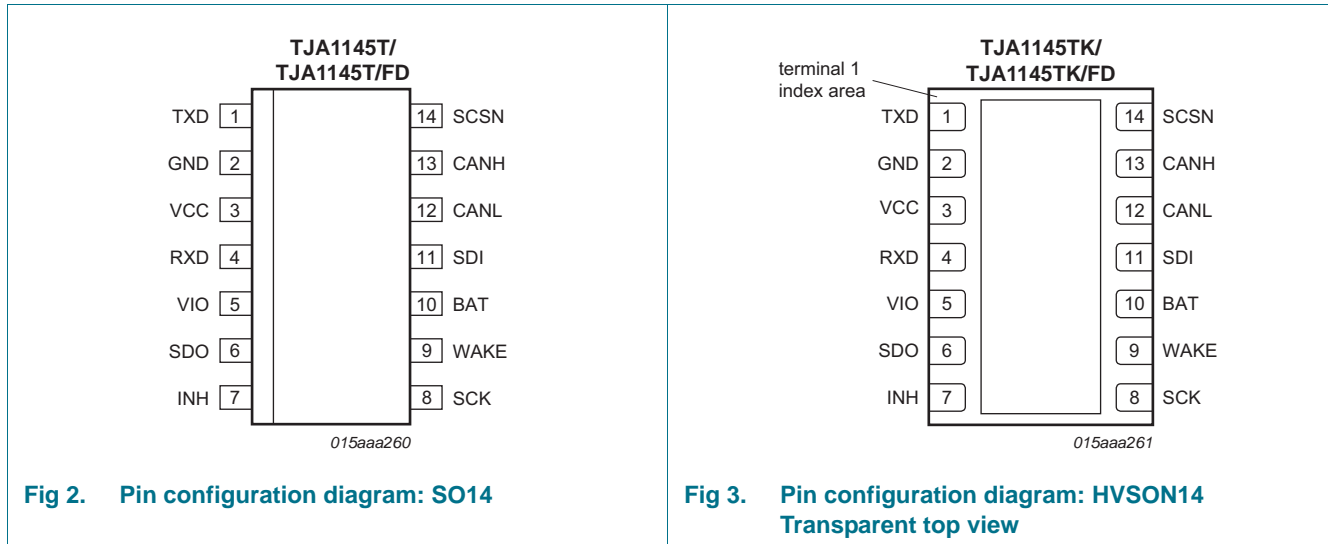 TJA1145T/
TJA1145T/FD
TXD 1
GND 2
VCC 3
RXD 4
VIO 5
SDO 6
INH 7
14 SCSN
13 CANH
12 CANL
11 SDI
10 BAT
9 WAKE
8 SCK
015aaa260
Fig 2. Pin configuration diagram: SO14
TJA1145TK/
TJA1145TK/FD
terminal 1
index area
TXD 1
GND 2
VCC 3
RXD 4
VIO 5
SDO 6
INH 7
14 SCSN
13 CANH
12 CANL
11 SDI
10 BAT
9 WAKE
8 SCK
015aaa261
Fig 3. Pin configuration diagram: HVSON14
Transparent top view